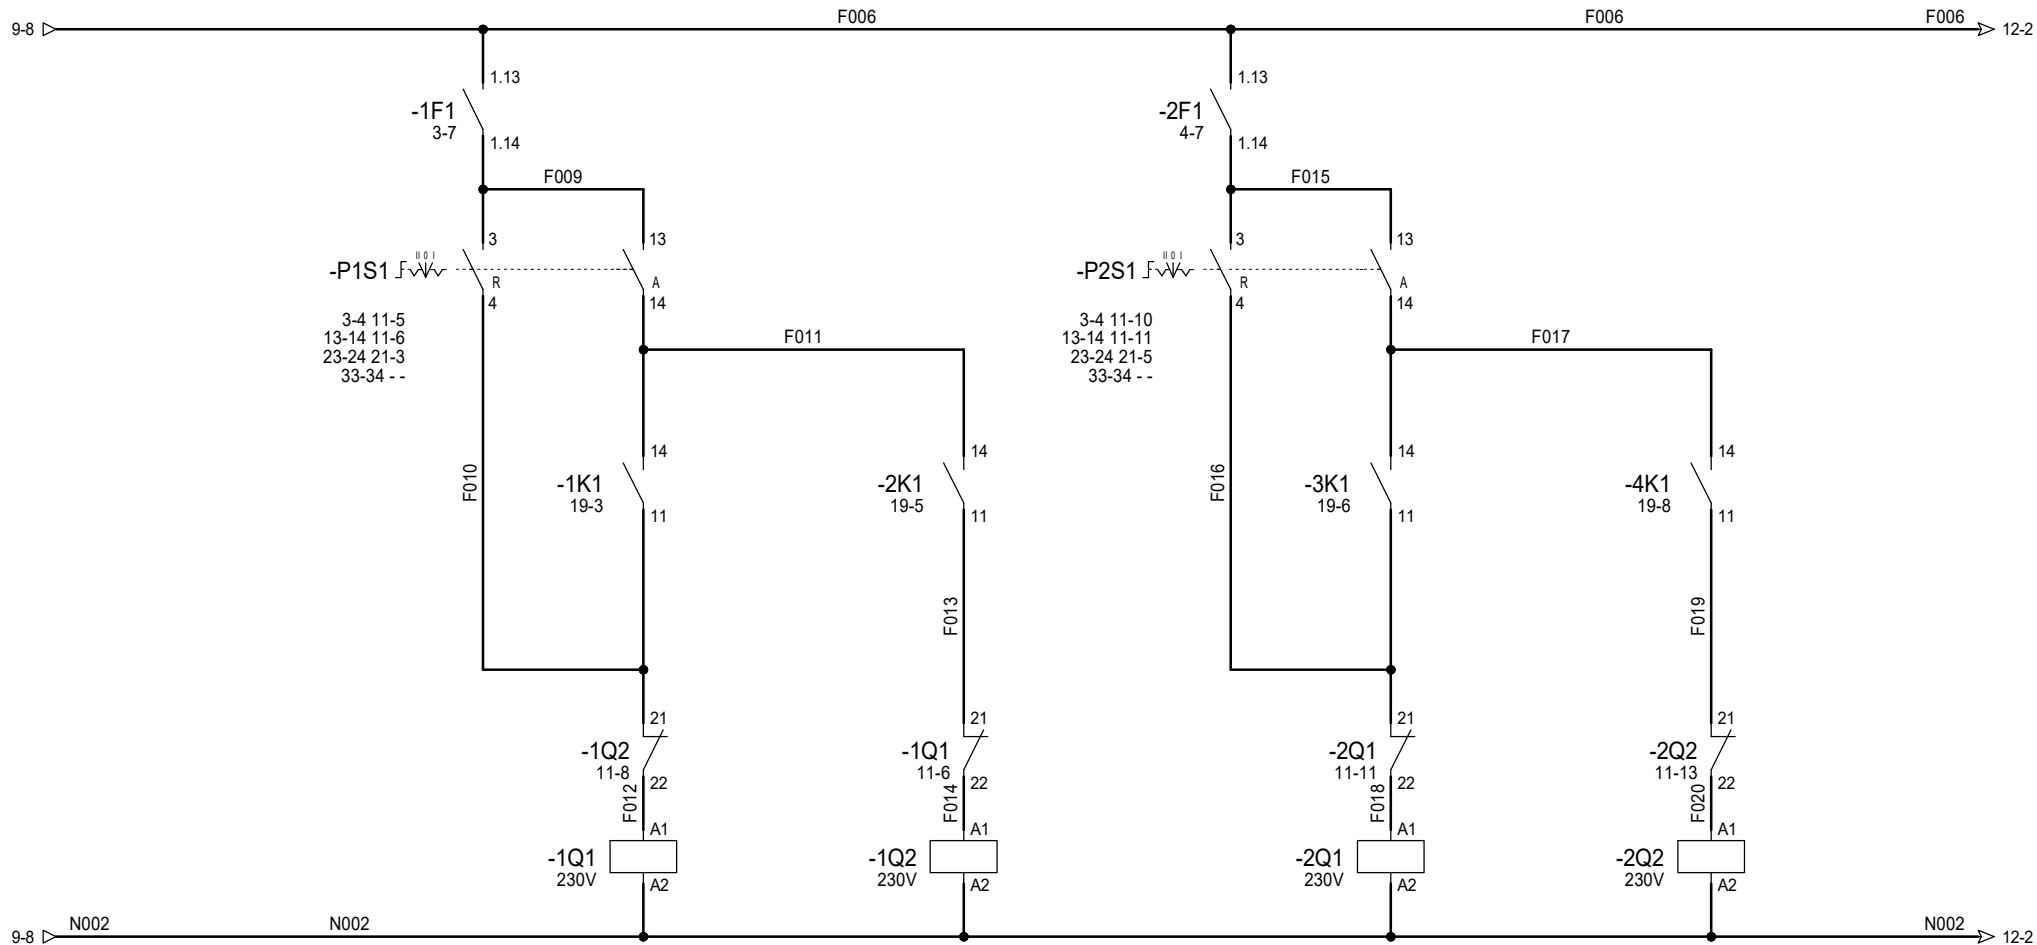 F006
F006
F006
9-8
12-2
1.13
-1F1
3-7
1.14
1.13
-2F1
4-7
1.14
F009
F015
3
13
-P1S1
II 0 I
R
A
4
14
3-4 11-5
13-14 11-6
23-24 21-3
33-34 - -
3
13
-P2S1
II 0 I
R
A
4
14
3-4 11-10
13-14 11-11
23-24 21-5
33-34 - -
F011
F017
F010
14
-1K1
19-3
11
14
-2K1
19-5
11
F016
14
-3K1
19-6
11
14
-4K1
19-8
11
F013
F019
21
-1Q2
11-8
22
F012
21
-1Q1
11-6
22
F014
21
-2Q1
11-11
22
F018
21
-2Q2
11-13
22
F020
A1
-1Q1
230V
A2
A1
-1Q2
230V
A2
A1
-2Q1
230V
A2
A1
-2Q2
230V
A2
9-8
N002
N002
N002
12-2